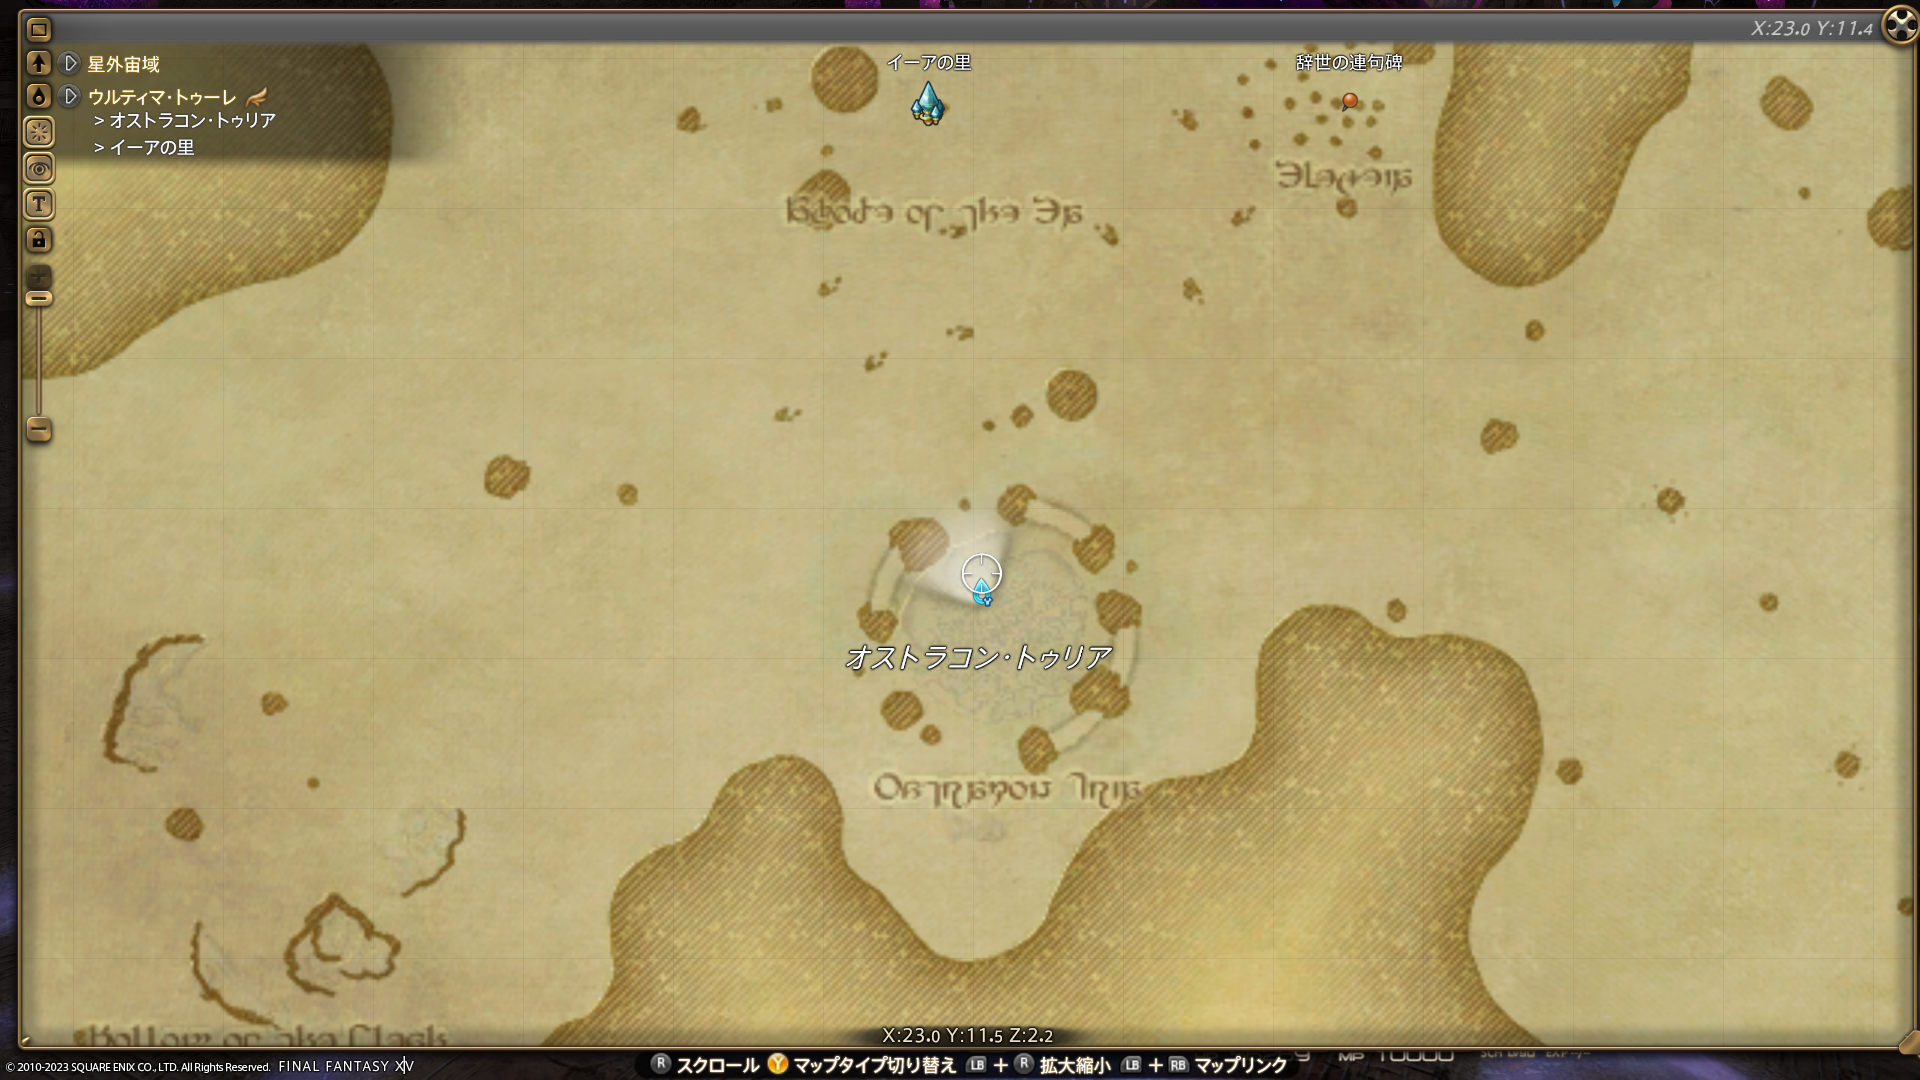 X:23.0 Y:11.4
星外宙域
ウルティマ・トゥーレ
> オストラコン・トゥリア
> イーアの里
イーアの里
辞世の連句碑
オストラコン・トゥリア
X:23.0 Y:11.5 Z:2.2
R スクロール Y マップタイプ切り替え LB + R 拡大縮小 LB + RB マップリンク
© 2010-2023 SQUARE ENIX CO., LTD. All Rights Reserved. FINAL FANTASY XIV